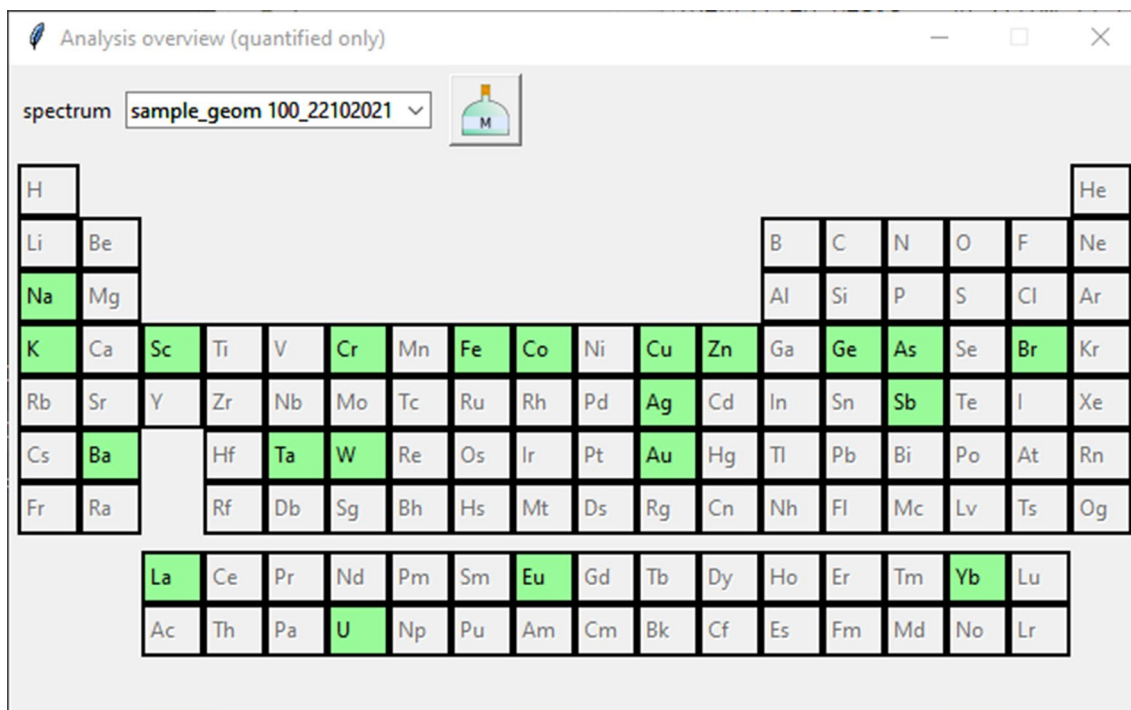 Analysis overview (quantified only)
spectrum sample_geom 100_22102021 M
H He
Li Be B C N O F Ne
Na Mg Al Si P S Cl Ar
K Ca Sc Ti V Cr Mn Fe Co Ni Cu Zn Ga Ge As Se Br Kr
Rb Sr Y Zr Nb Mo Tc Ru Rh Pd Ag Cd In Sn Sb Te I Xe
Cs Ba Hf Ta W Re Os Ir Pt Au Hg Tl Pb Bi Po At Rn
Fr Ra Rf Db Sg Bh Hs Mt Ds Rg Cn Nh Fl Mc Lv Ts Og
La Ce Pr Nd Pm Sm Eu Gd Tb Dy Ho Er Tm Yb Lu
Ac Th Pa U Np Pu Am Cm Bk Cf Es Fm Md No Lr